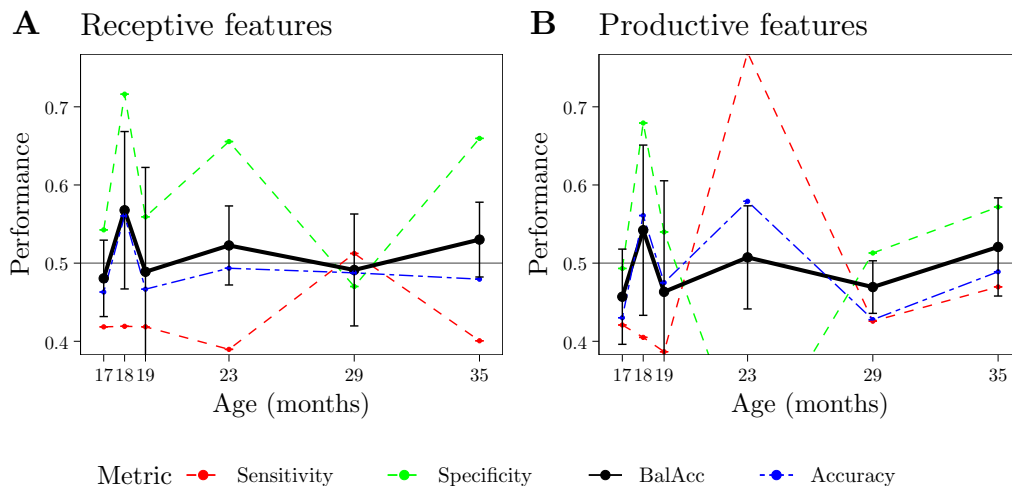 A Receptive features
B Productive features
Performance
0.7
0.6
0.5
0.4
17 18 19 23 29 35
Age (months)
Performance
0.7
0.6
0.5
0.4
17 18 19 23 29 35
Age (months)
Metric Sensitivity Specificity BalAcc Accuracy